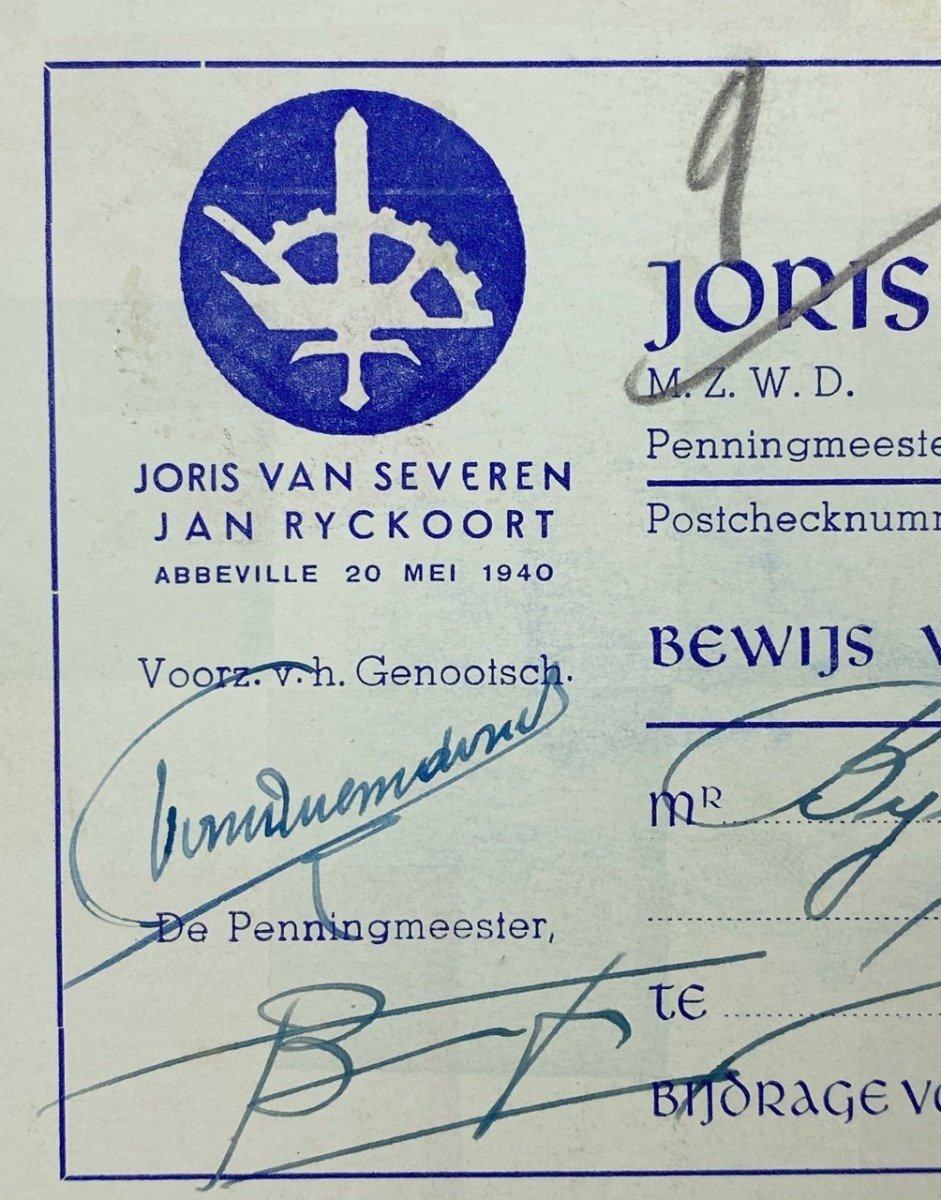 9
JORIS VAN SEVEREN
JAN RYCKOORT
ABBEVILLE 20 MEI 1940
Voorz. v. h. Genootsch.
De Penningmeester,
JORIS
M. Z. W. D.
Penningmeeste
Postchecknumm
BEWIJS V
MR
TE
BIJDRAGE VO